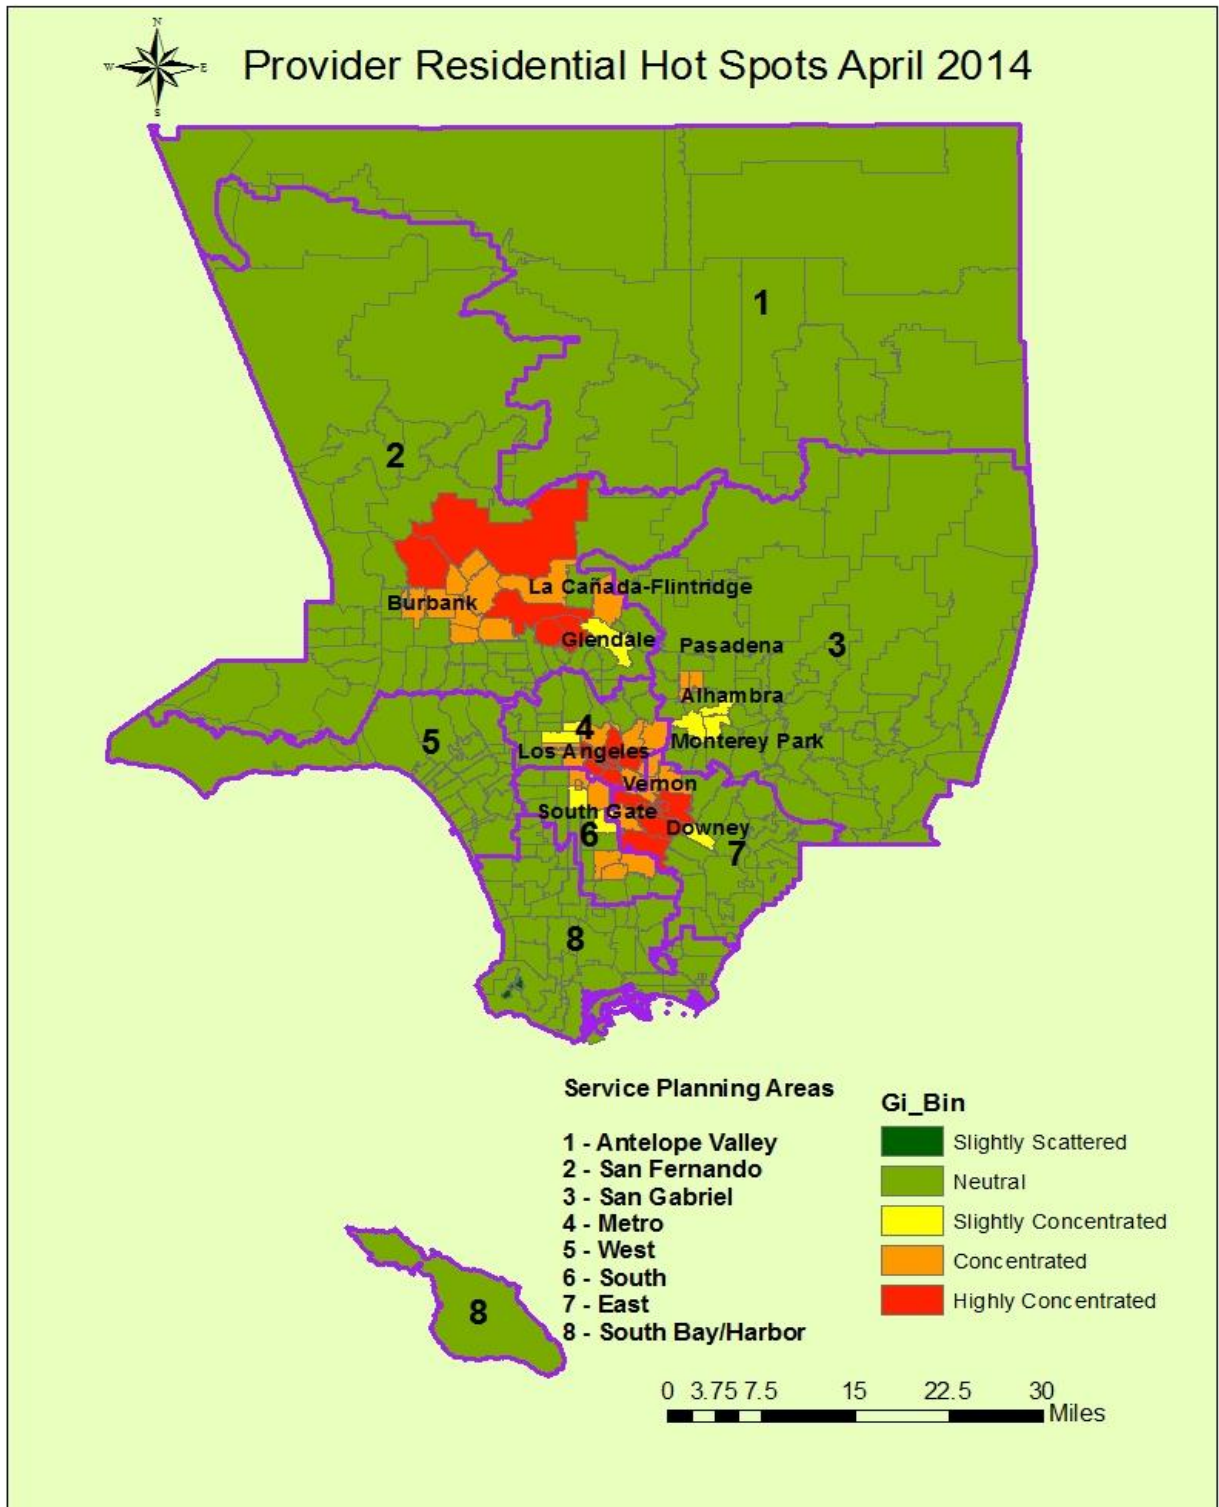 N
W E
S
Provider Residential Hot Spots April 2014
1
2
La Cañada-Flintridge
Burbank
Glendale
Pasadena
3
Alhambra
4
5
Monterey Park
Los Angeles
Vernon
South Gate
6
Downey
7
8
Service Planning Areas
1 - Antelope Valley
2 - San Fernando
3 - San Gabriel
4 - Metro
5 - West
6 - South
7 - East
8 - South Bay/Harbor
Gi_Bin
Slightly Scattered
Neutral
Slightly Concentrated
Concentrated
Highly Concentrated
8
0 3.75 7.5 15 22.5 30
Miles